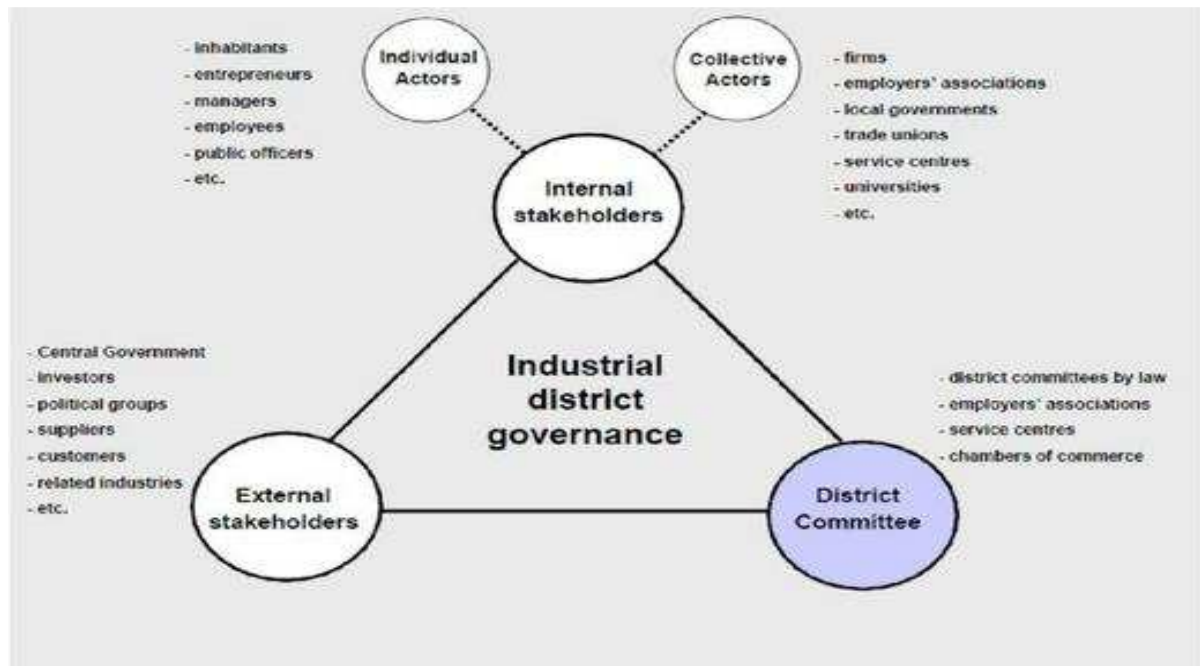 - inhabitants
- entrepreneurs
- managers
- employees
- public officers
- etc.
Individual
Actors
Collective
Actors
- firms
- employers' associations
- local governments
- trade unions
- service centres
- universities
- etc.
Internal
stakeholders
- Central Government
- investors
- political groups
- suppliers
- customers
- related industries
- etc.
Industrial
district
governance
- district committees by law
- employers' associations
- service centres
- chambers of commerce
External
stakeholders
District
Committee